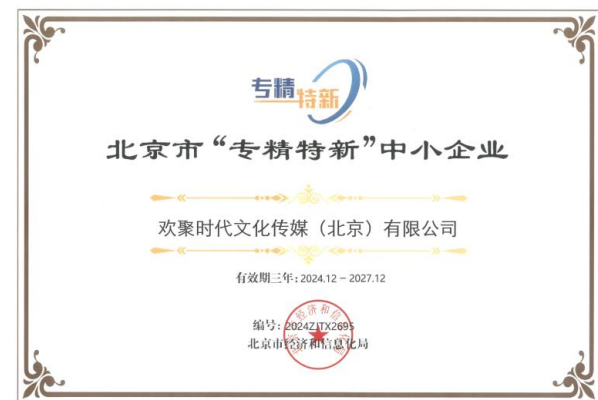 专精特新
北京市“专精特新”中小企业
欢聚时代文化传媒（北京）有限公司
有效期三年：2024.12－2027.12
编号：2024ZJTX2695
北京市经济和信息化局